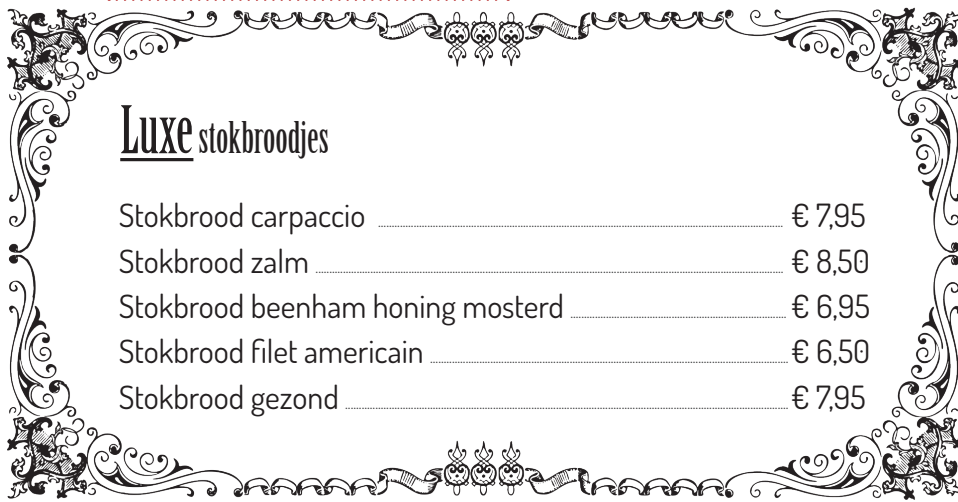 Luxe stokbroodjes
Stokbrood carpaccio € 7,95
Stokbrood zalm € 8,50
Stokbrood beenham honing mosterd € 6,95
Stokbrood filet americain € 6,50
Stokbrood gezond € 7,95